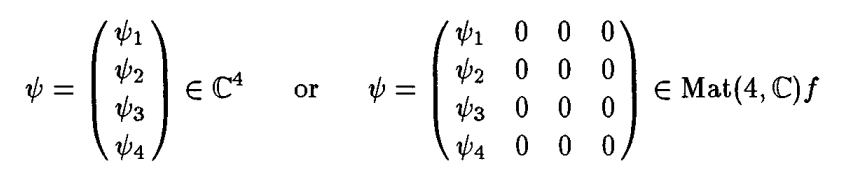 ψ = (ψ₁ ψ₂ ψ₃ ψ₄) ∈ ℂ⁴ or ψ = (ψ₁ 0 0 0 ψ₂ 0 0 0 ψ₃ 0 0 0 ψ₄ 0 0 0) ∈ Mat(4, ℂ)f